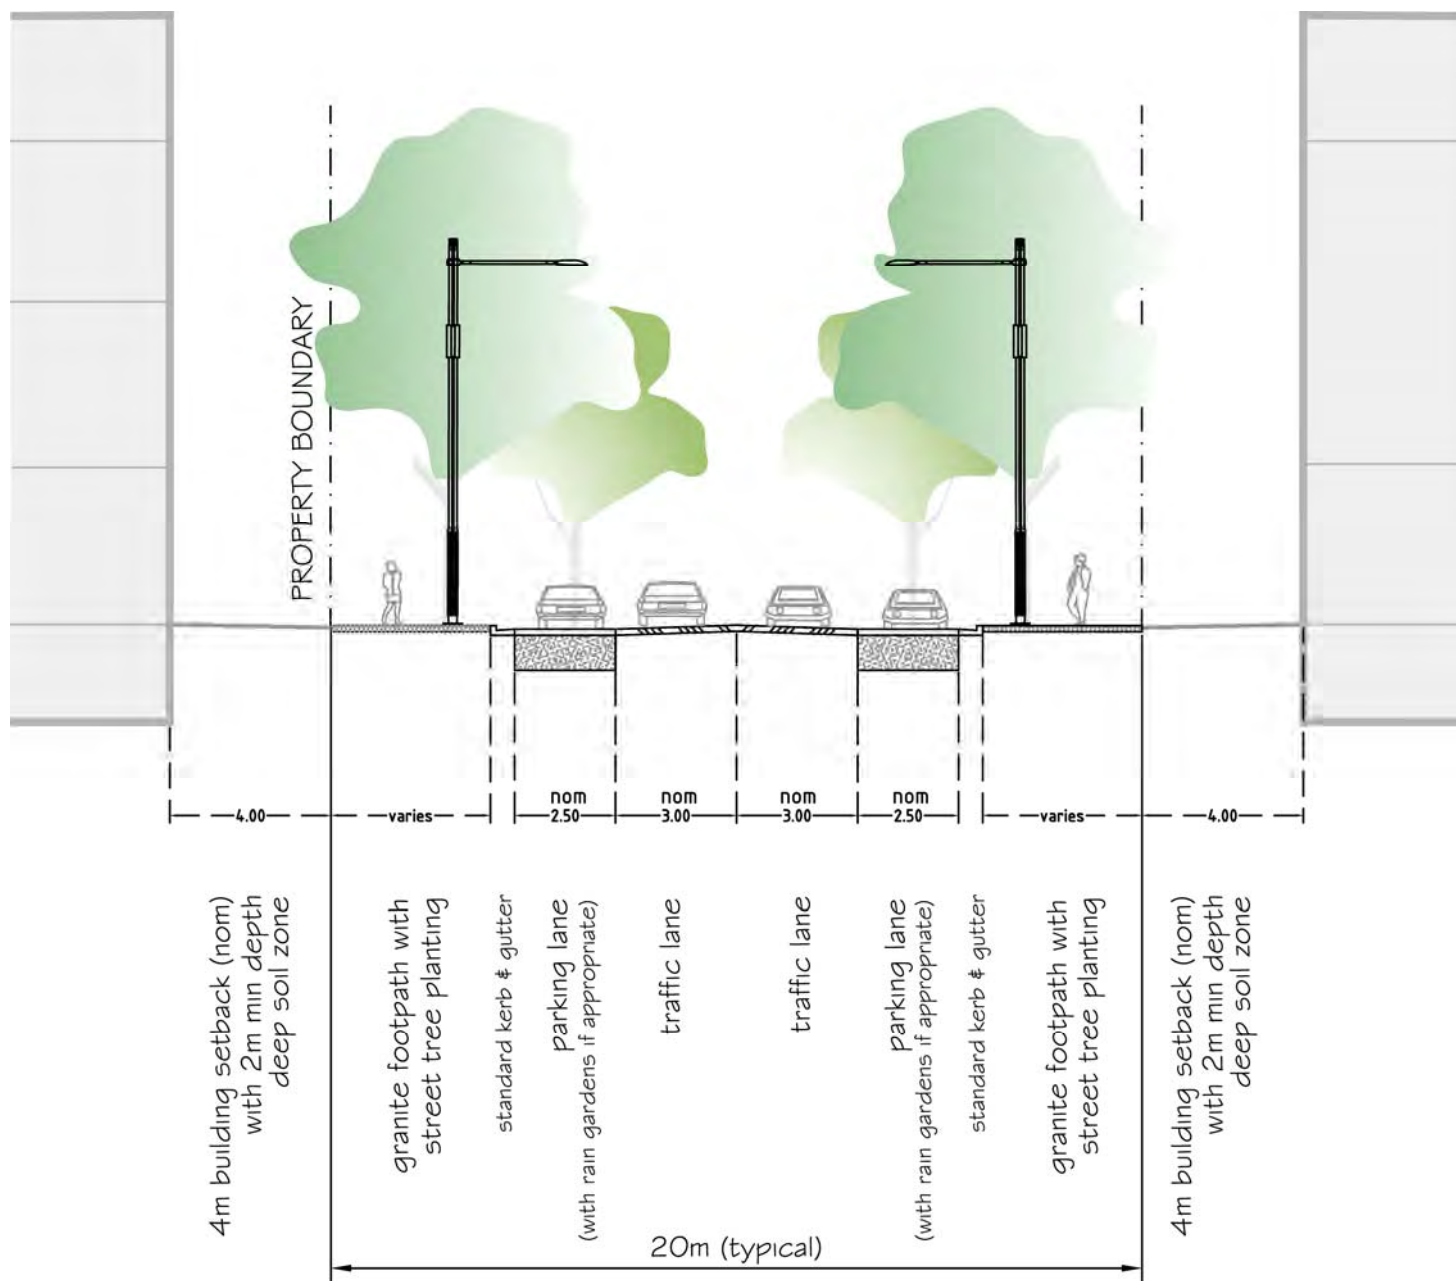 PROPERTY BOUNDARY
4.00
varies
nom
2.50
nom
3.00
nom
3.00
nom
2.50
varies
4.00
4m building setback (nom)
with 2m min depth
deep soil zone
granite footpath with
street tree planting
standard kerb & gutter
parking lane
(with rain gardens if appropriate)
traffic lane
traffic lane
parking lane
(with rain gardens if appropriate)
standard kerb & gutter
granite footpath with
street tree planting
4m building setback (nom)
with 2m min depth
deep soil zone
20m (typical)